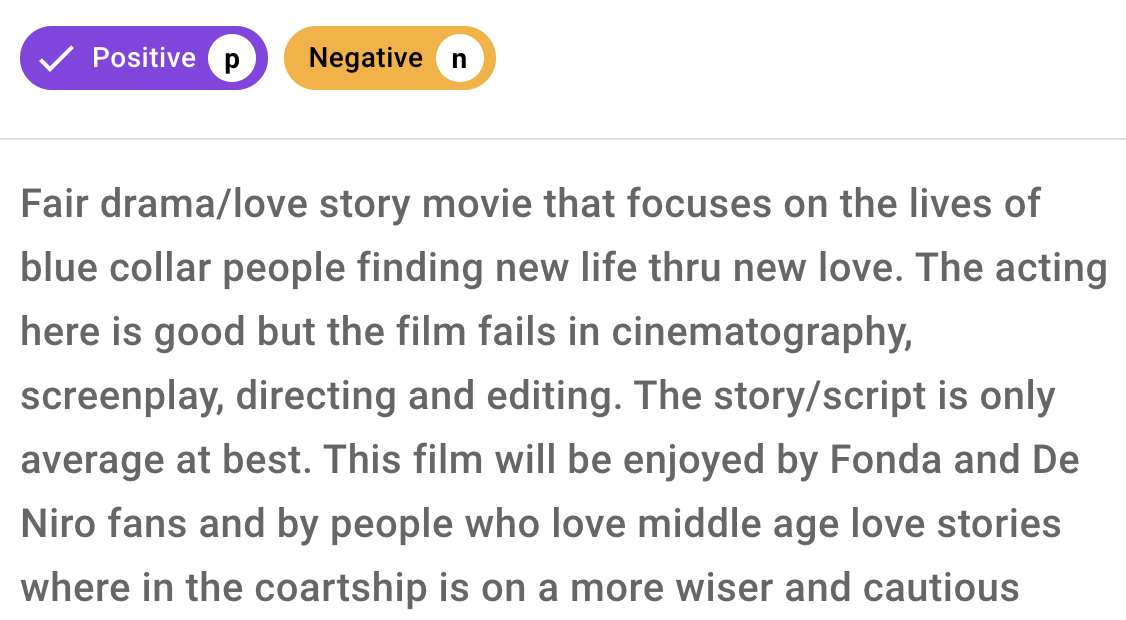 Positive p Negative n
Fair drama/love story movie that focuses on the lives of
blue collar people finding new life thru new love. The acting
here is good but the film fails in cinematography,
screenplay, directing and editing. The story/script is only
average at best. This film will be enjoyed by Fonda and De
Niro fans and by people who love middle age love stories
where in the coartship is on a more wiser and cautious